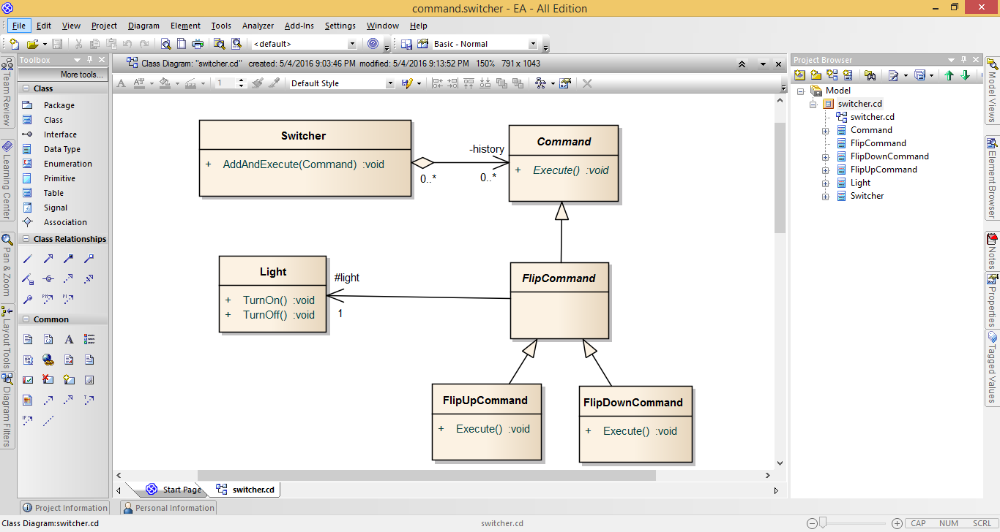 command.switcher - EA - All Edition
File Edit View Project Diagram Element Tools Analyzer Add-Ins Settings Window Help
<default> Basic - Normal
Toolbox
More tools...
Class
Package
Class
Interface
Data Type
Enumeration
Primitive
Table
Signal
Association
Class Relationships
Common
Team Review
Learning Center
Pan & Zoom
Layout Tools
Diagram Filters
Class Diagram: "switcher.cd" created: 5/4/2016 9:03:46 PM modified: 5/4/2016 9:13:52 PM 150% 791 x 1043
1 Default Style
Switcher
+ AddAndExecute(Command) :void
0..*
-history
0..*
Command
+ Execute() :void
Light
+ TurnOn() :void
+ TurnOff() :void
#light
1
FlipCommand
FlipUpCommand
+ Execute() :void
FlipDownCommand
+ Execute() :void
Start Page switcher.cd
Project Browser
Model
switcher.cd
switcher.cd
Command
FlipCommand
FlipDownCommand
FlipUpCommand
Light
Switcher
Model Views
Element Browser
Notes
Properties
Tagged Values
Project Information Personal Information
Class Diagram:switcher.cd switcher.cd CAP NUM SCRL